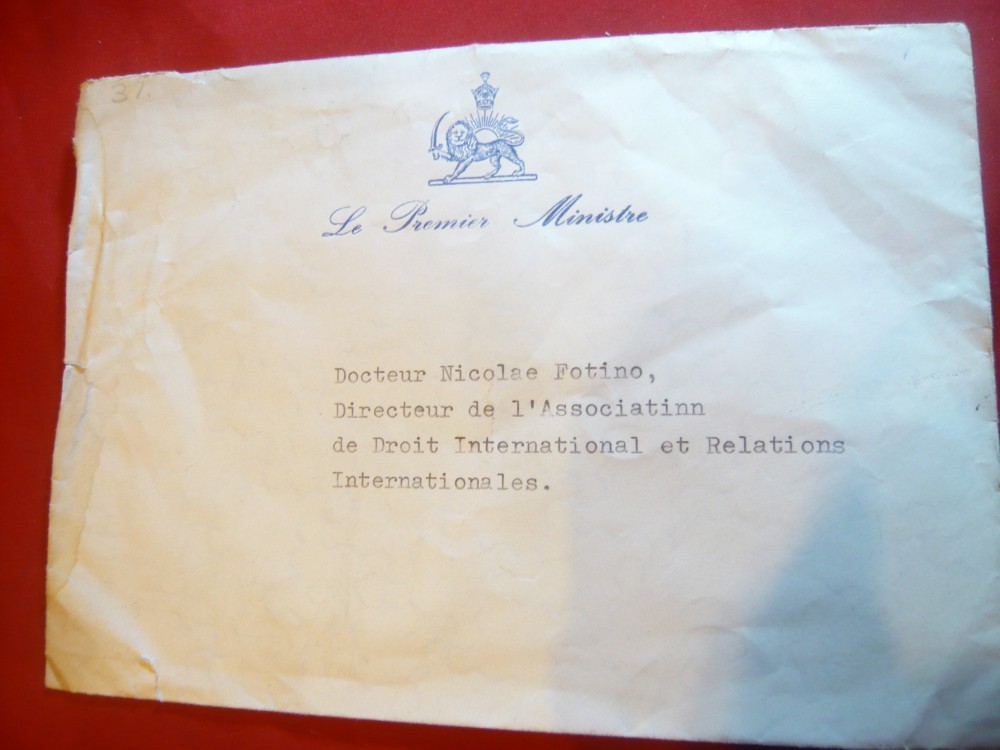 37.
Le Premier Ministre
Docteur Nicolae Fotino,
Directeur de l'Associatinn
de Droit International et Relations
Internationales.